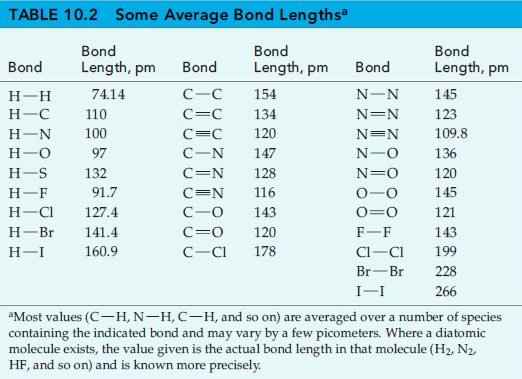 TABLE 10.2 Some Average Bond Lengthsᵃ
Bond Bond Bond
Bond Length, pm Bond Length, pm Bond Length, pm
H—H 74.14 C—C 154 N—N 145
H—C 110 C=C 134 N=N 123
H—N 100 C≡C 120 N≡N 109.8
H—O 97 C—N 147 N—O 136
H—S 132 C=N 128 N=O 120
H—F 91.7 C≡N 116 O—O 145
H—Cl 127.4 C—O 143 O=O 121
H—Br 141.4 C=O 120 F—F 143
H—I 160.9 C—Cl 178 Cl—Cl 199
Br—Br 228
I—I 266
ᵃMost values (C—H, N—H, C—H, and so on) are averaged over a number of species
containing the indicated bond and may vary by a few picometers. Where a diatomic
molecule exists, the value given is the actual bond length in that molecule (H₂, N₂,
HF, and so on) and is known more precisely.